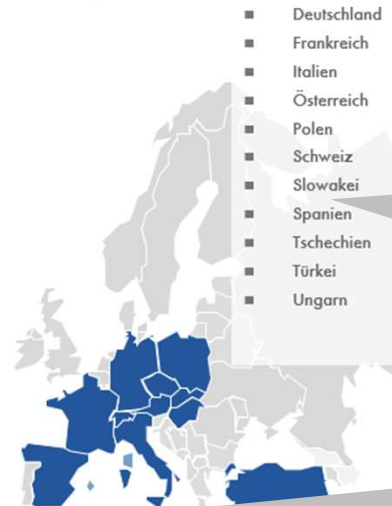 Deutschland
Frankreich
Italien
Österreich
Polen
Schweiz
Slowakei
Spanien
Tschechien
Türkei
Ungarn